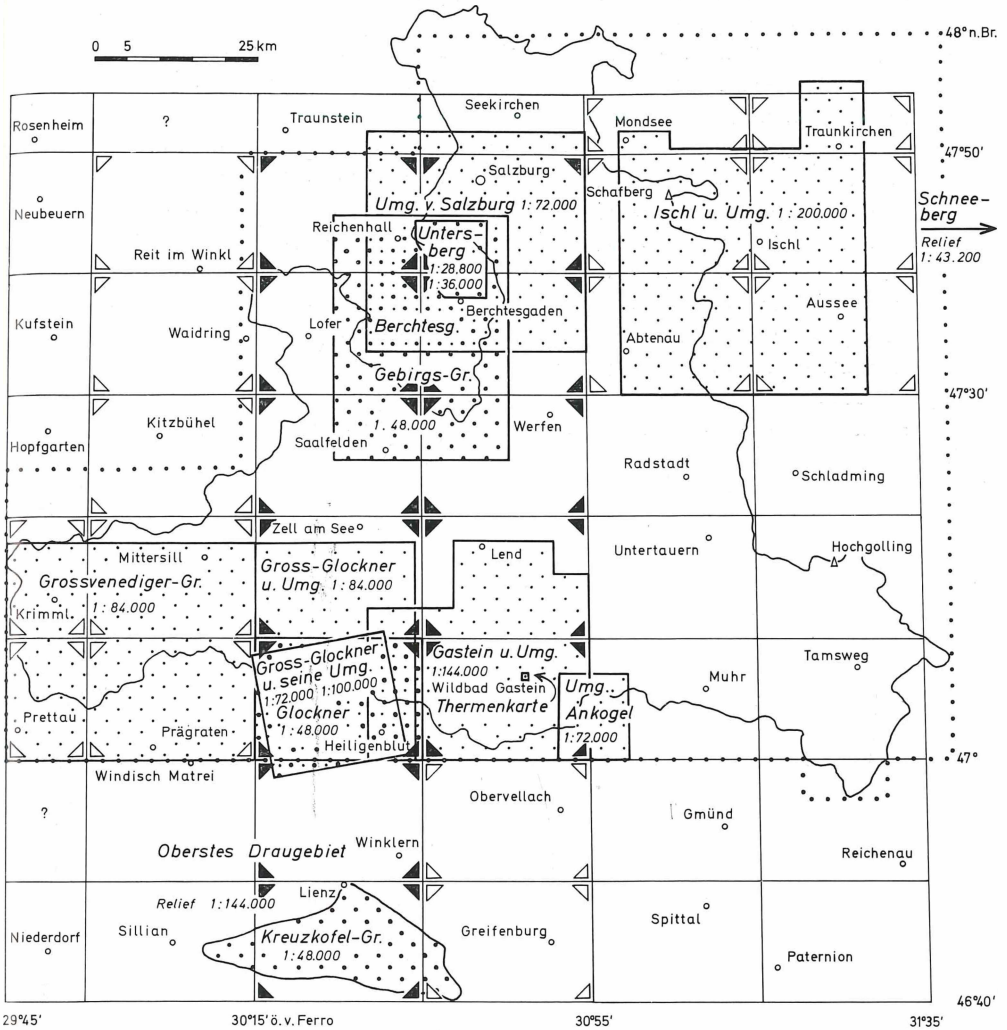 0 5 25 km
48° n.Br.
Seekirchen
Rosenheim
?
Traunstein
Mondsee
Traunkirchen
47°50'
Salzburg
Schafberg
Neubeuern
Umg. v. Salzburg 1:72.000
Ischl u. Umg. 1:200.000
Schnee-
berg
Relief
1:43.200
Reichenhall
Unters-
berg
1:28.800
1:36.000
Ischl
Reit im Winkl
Berchtesgaden
Aussee
Kufstein
Waidring
Lofer
Berchtesg.
Abtenau
Gebirgs-Gr.
47°30'
1:48.000
Werfen
Hopfgarten
Kitzbühel
Saalfelden
Radstadt
Schladming
Zell am See
Untertauern
Hochgolling
Mittersill
Lend
Grossvenediger-Gr.
1:84.000
Gross-Glockner
u. Umg. 1:84.000
Krimml.
Gross-Glockner
u. seine Umg.
1:72.000 1:100.000
Glockner
1:48.000
Gastein u. Umg.
1:144.000
Wildbad Gastein
Thermenkarte
Umg.
Ankogel
1:72.000
Tamsweg
Muhr
Prettau
Prägraten
Heiligenblut
Windisch Matrei
47°
Obervellach
Gmünd
?
Oberstes Draugebiet
Winklern
Reichenau
Lienz
Relief 1:144.000
Spittal
Niederdorf
Sillian
Kreuzkofel-Gr.
1:48.000
Greifenburg
Paternion
46°40'
29°45'
30°15' ö. v. Ferro
30°55'
31°35'